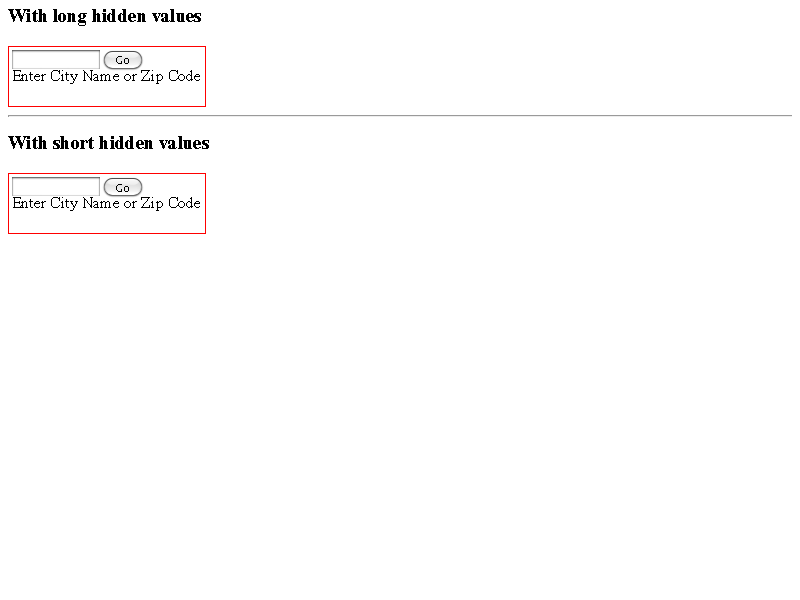 With long hidden values
Go
Enter City Name or Zip Code
With short hidden values
Go
Enter City Name or Zip Code